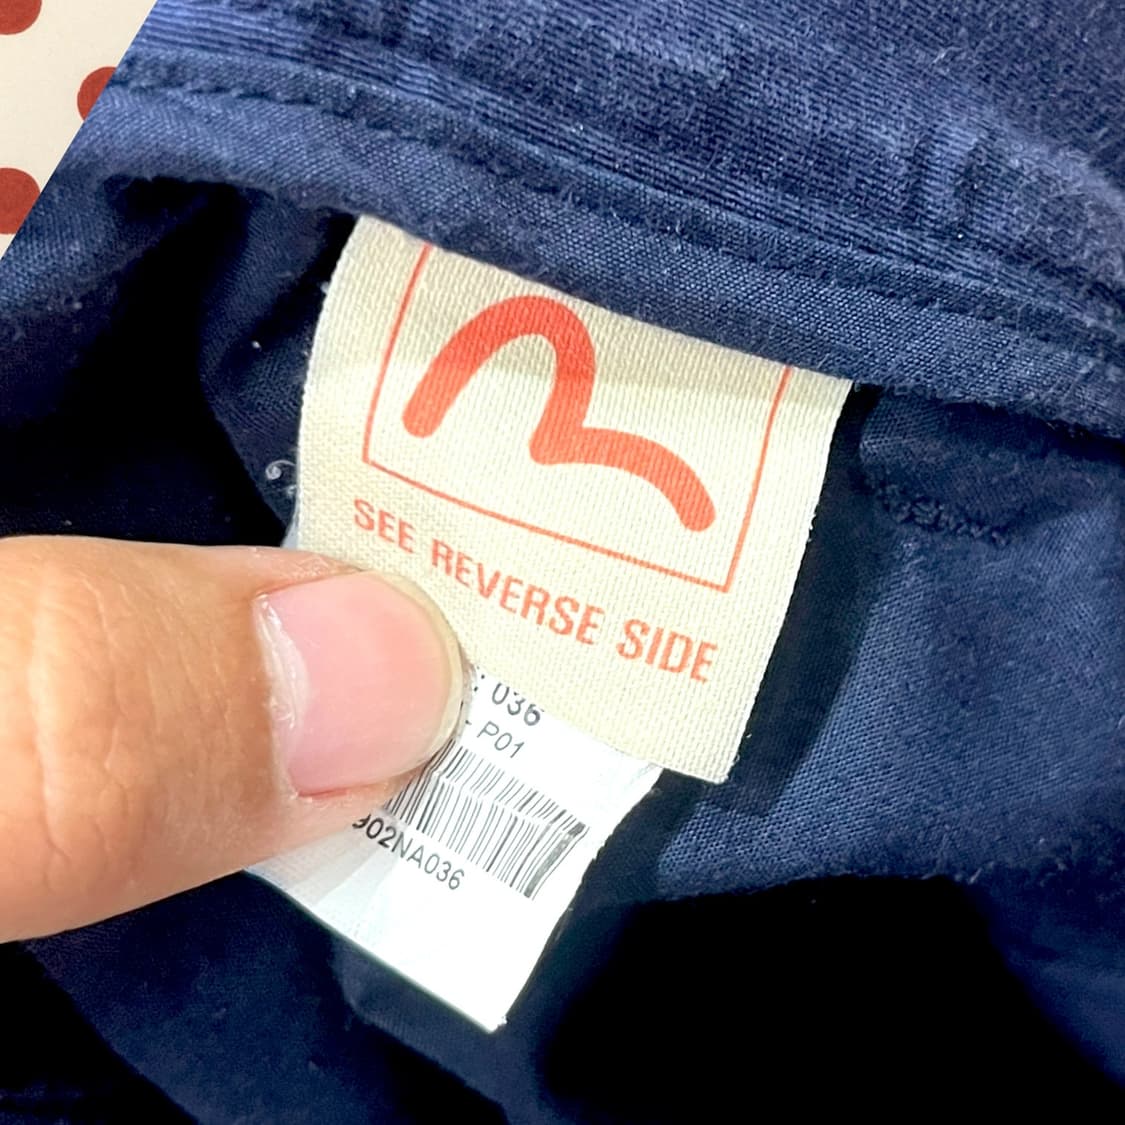 SEE REVERSE SIDE
: 036
- P01
902NA036